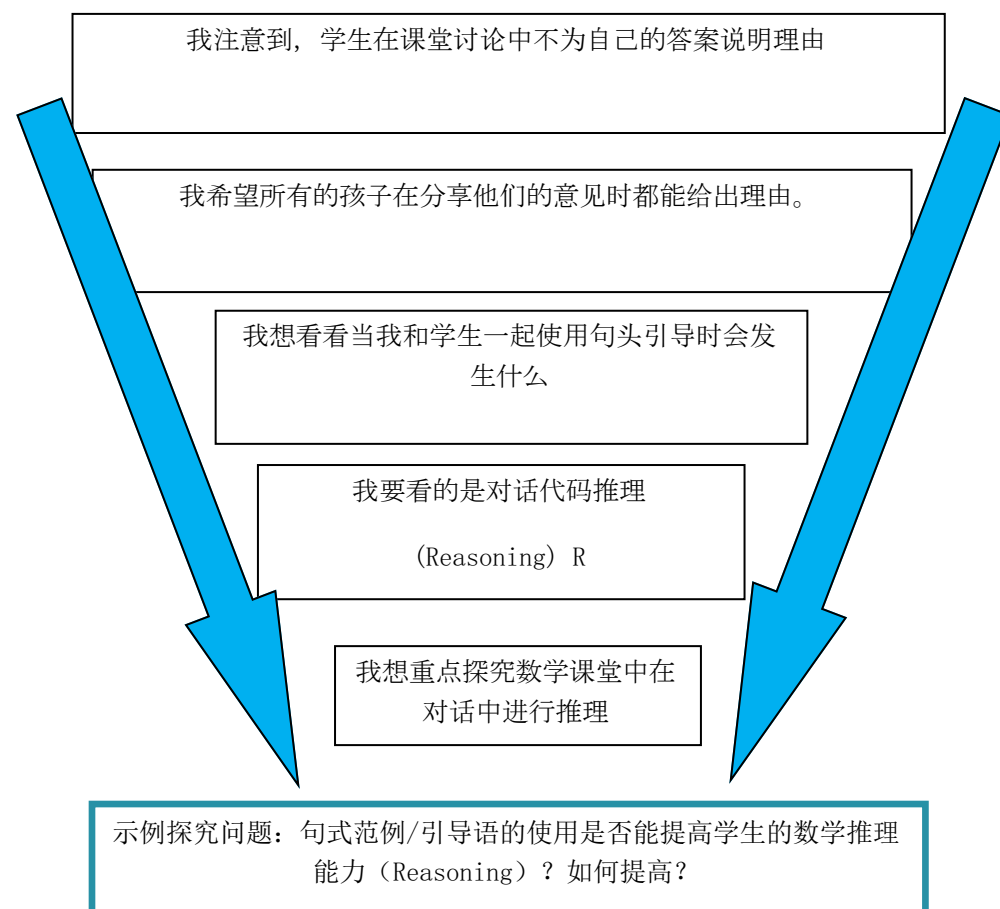 我注意到, 学生在课堂讨论中不为自己的答案说明理由
我希望所有的孩子在分享他们的意见时都能给出理由。
我想看看当我和学生一起使用句头引导时会发
生什么
我要看的是对话代码推理
(Reasoning) R
我想重点探究数学课堂中在
对话中进行推理
示例探究问题: 句式范例/引导语的使用是否能提高学生的数学推理
能力（Reasoning）? 如何提高?